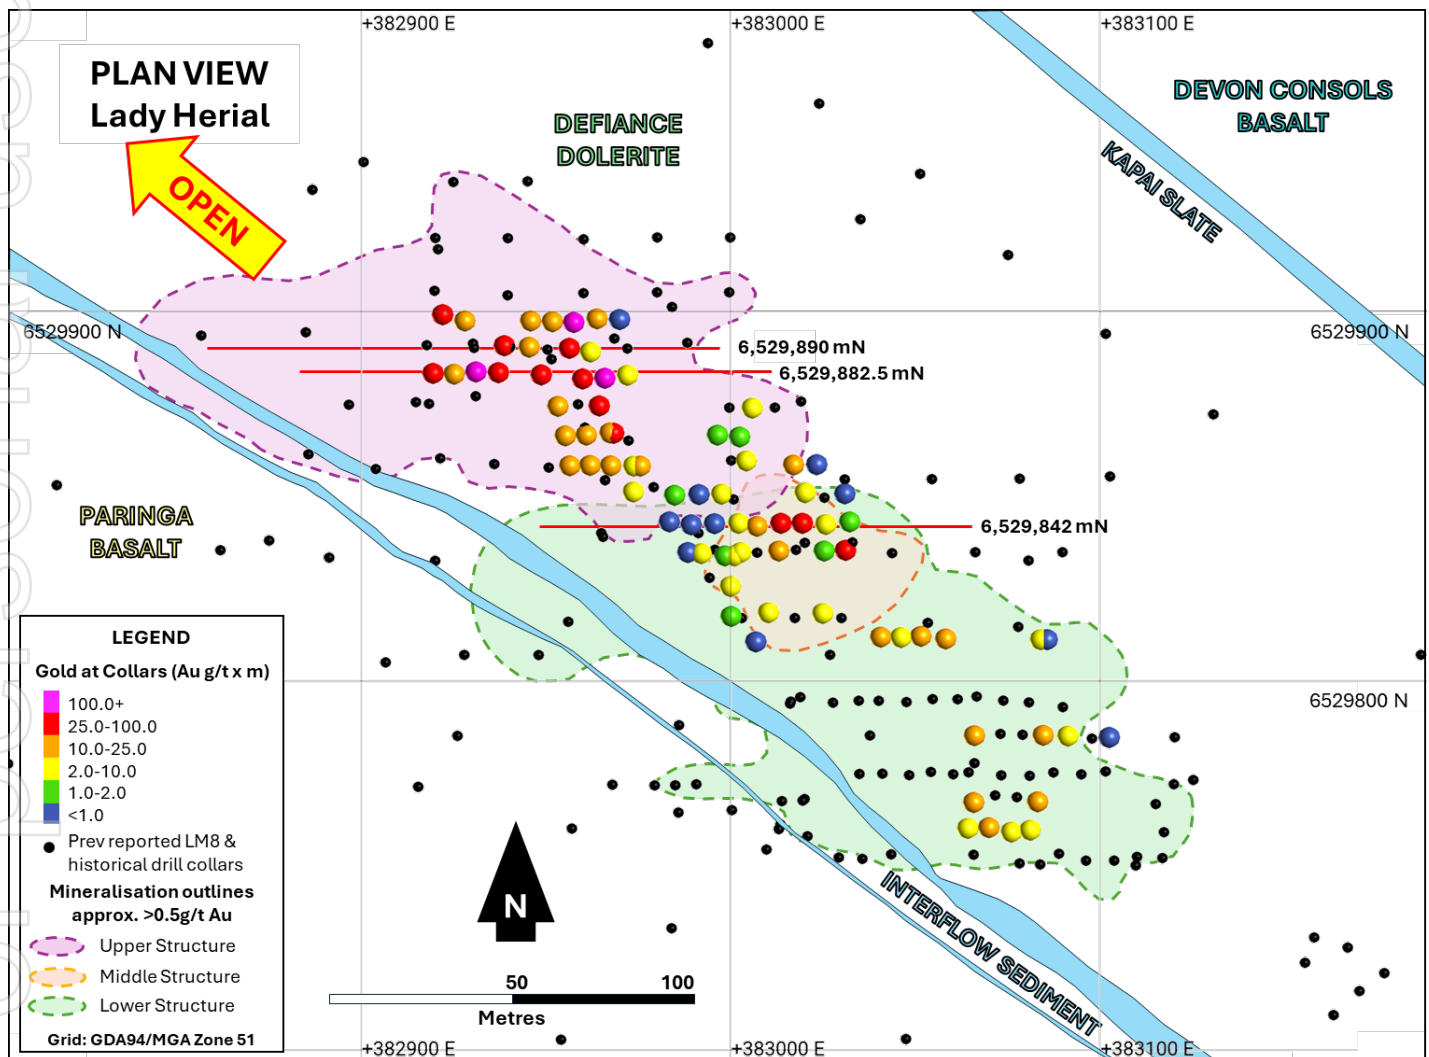 +382900 E
+383000 E
+383100 E
PLAN VIEW
Lady Herial
OPEN
DEFIANCE
DOLERITE
DEVON CONSOLS
BASALT
KAPAI SLATE
6529900 N
6529900 N
6,529,890 mN
6,529,882.5 mN
6,529,842 mN
PARINGA
BASALT
6529800 N
LEGEND
Gold at Collars (Au g/t x m)
100.0+
25.0-100.0
10.0-25.0
2.0-10.0
1.0-2.0
<1.0
Prev reported LM8 &
historical drill collars
Mineralisation outlines
approx. >0.5g/t Au
Upper Structure
Middle Structure
Lower Structure
Grid: GDA94/MGA Zone 51
N
50
100
Metres
INTERFLOW SEDIMENT
+382900 E
+383000 E
+383100 E